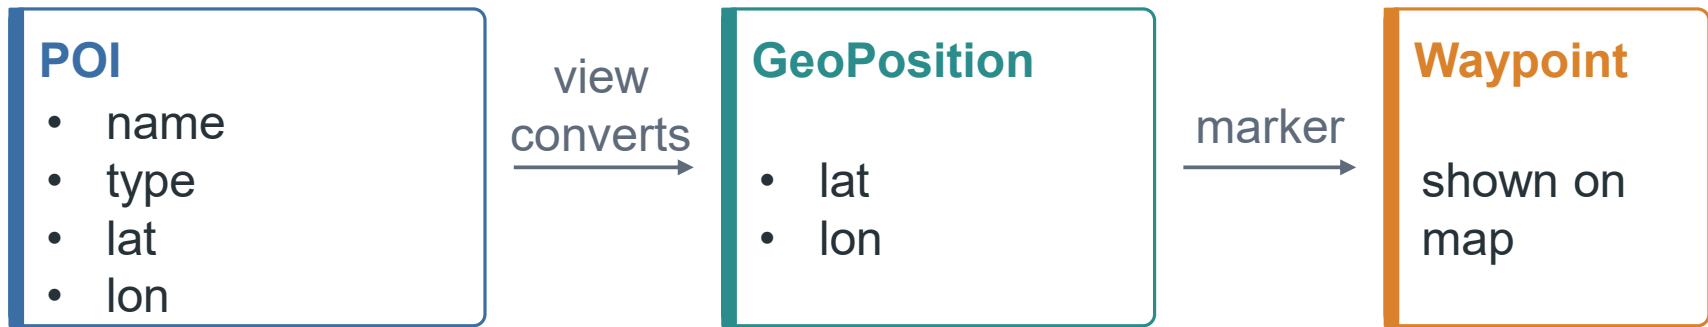 POI
• name
• type
• lat
• lon
view
converts
GeoPosition
• lat
• lon
marker
Waypoint
shown on
map